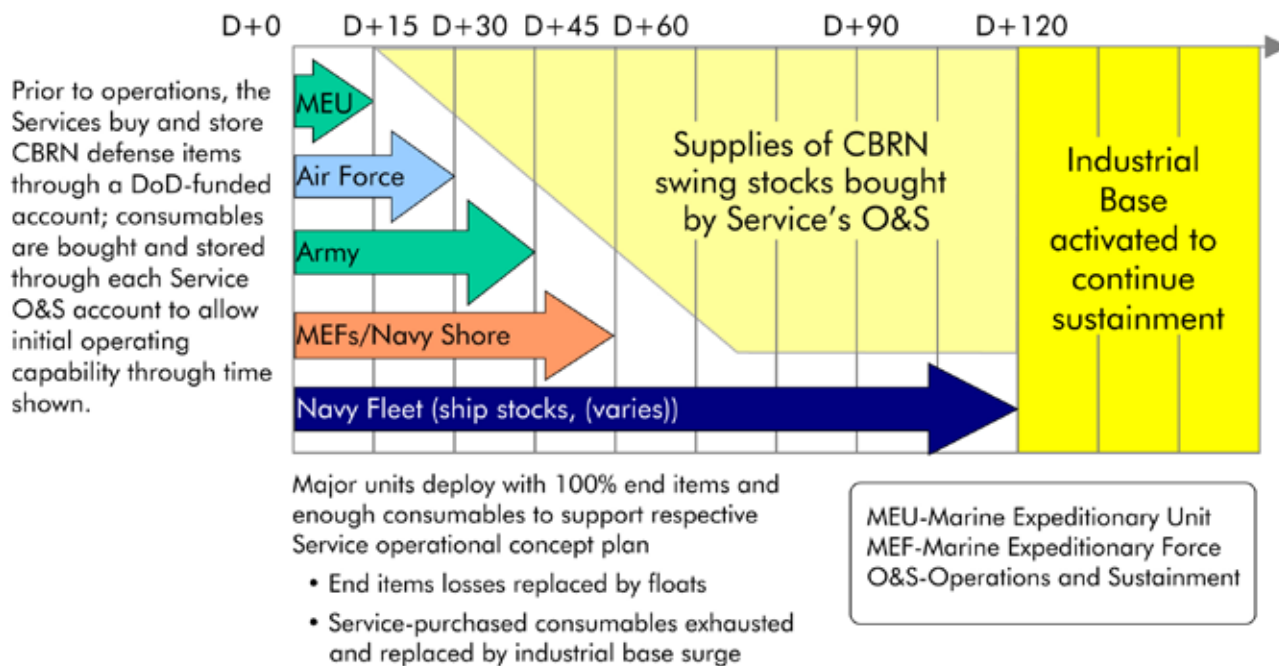 D+0 D+15 D+30 D+45 D+60 D+90 D+120
Prior to operations, the
Services buy and store
CBRN defense items
through a DoD-funded
account; consumables
are bought and stored
through each Service
O&S account to allow
initial operating
capability through time
shown.
MEU
Air Force
Army
MEFs/Navy Shore
Navy Fleet (ship stocks, (varies))
Supplies of CBRN
swing stocks bought
by Service's O&S
Industrial
Base
activated to
continue
sustainment
Major units deploy with 100% end items and
enough consumables to support respective
Service operational concept plan
• End items losses replaced by floats
• Service-purchased consumables exhausted
and replaced by industrial base surge
MEU-Marine Expeditionary Unit
MEF-Marine Expeditionary Force
O&S-Operations and Sustainment